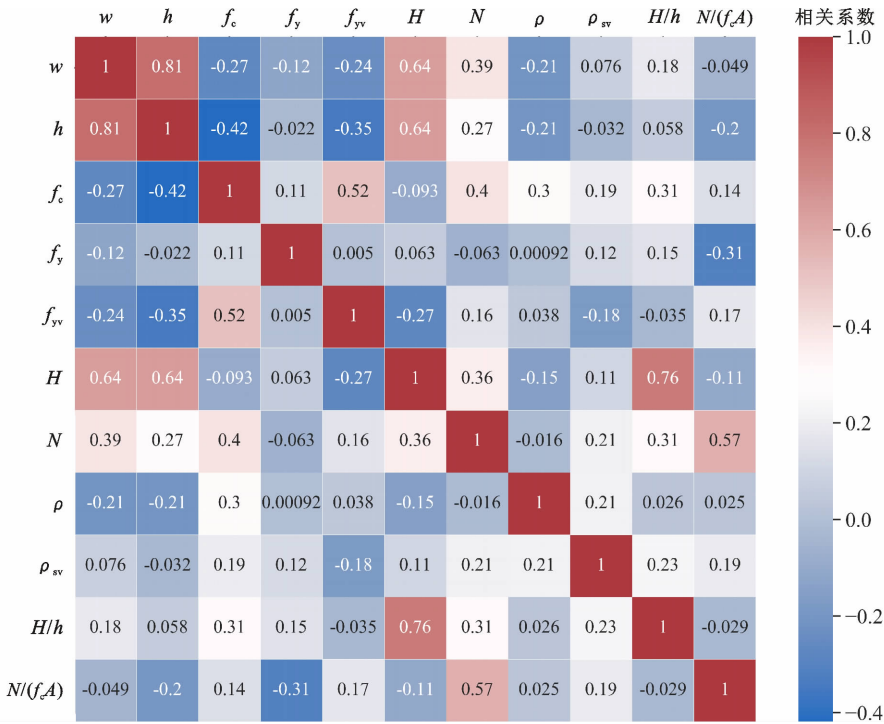 w h f_c f_y f_yv H N ρ ρ_sv H/h N/(f_cA) 相关系数
w 1 0.81 -0.27 -0.12 -0.24 0.64 0.39 -0.21 0.076 0.18 -0.049
h 0.81 1 -0.42 -0.022 -0.35 0.64 0.27 -0.21 -0.032 0.058 -0.2
f_c -0.27 -0.42 1 0.11 0.52 -0.093 0.4 0.3 0.19 0.31 0.14
f_y -0.12 -0.022 0.11 1 0.005 0.063 -0.063 0.00092 0.12 0.15 -0.31
f_yv -0.24 -0.35 0.52 0.005 1 -0.27 0.16 0.038 -0.18 -0.035 0.17
H 0.64 0.64 -0.093 0.063 -0.27 1 0.36 -0.15 0.11 0.76 -0.11
N 0.39 0.27 0.4 -0.063 0.16 0.36 1 -0.016 0.21 0.31 0.57
ρ -0.21 -0.21 0.3 0.00092 0.038 -0.15 -0.016 1 0.21 0.026 0.025
ρ_sv 0.076 -0.032 0.19 0.12 -0.18 0.11 0.21 0.21 1 0.23 0.19
H/h 0.18 0.058 0.31 0.15 -0.035 0.76 0.31 0.026 0.23 1 -0.029
N/(f_cA) -0.049 -0.2 0.14 -0.31 0.17 -0.11 0.57 0.025 0.19 -0.029 1
1.0
0.8
0.6
0.4
0.2
0.0
−0.2
−0.4